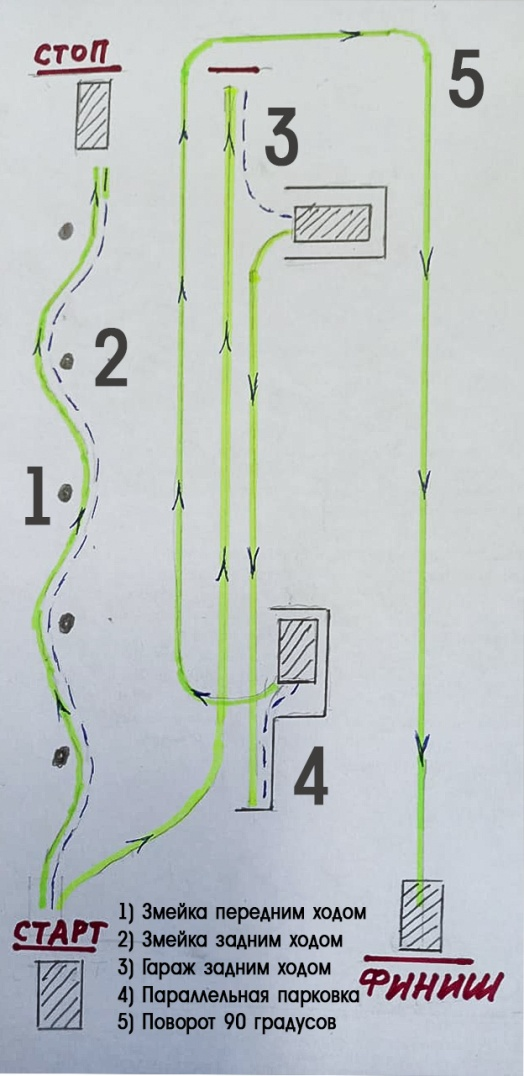 СТОП
5
3
2
1
4
СТАРТ
1) Змейка передним ходом
2) Змейка задним ходом
3) Гараж задним ходом
4) Параллельная парковка
5) Поворот 90 градусов
ФИНИШ